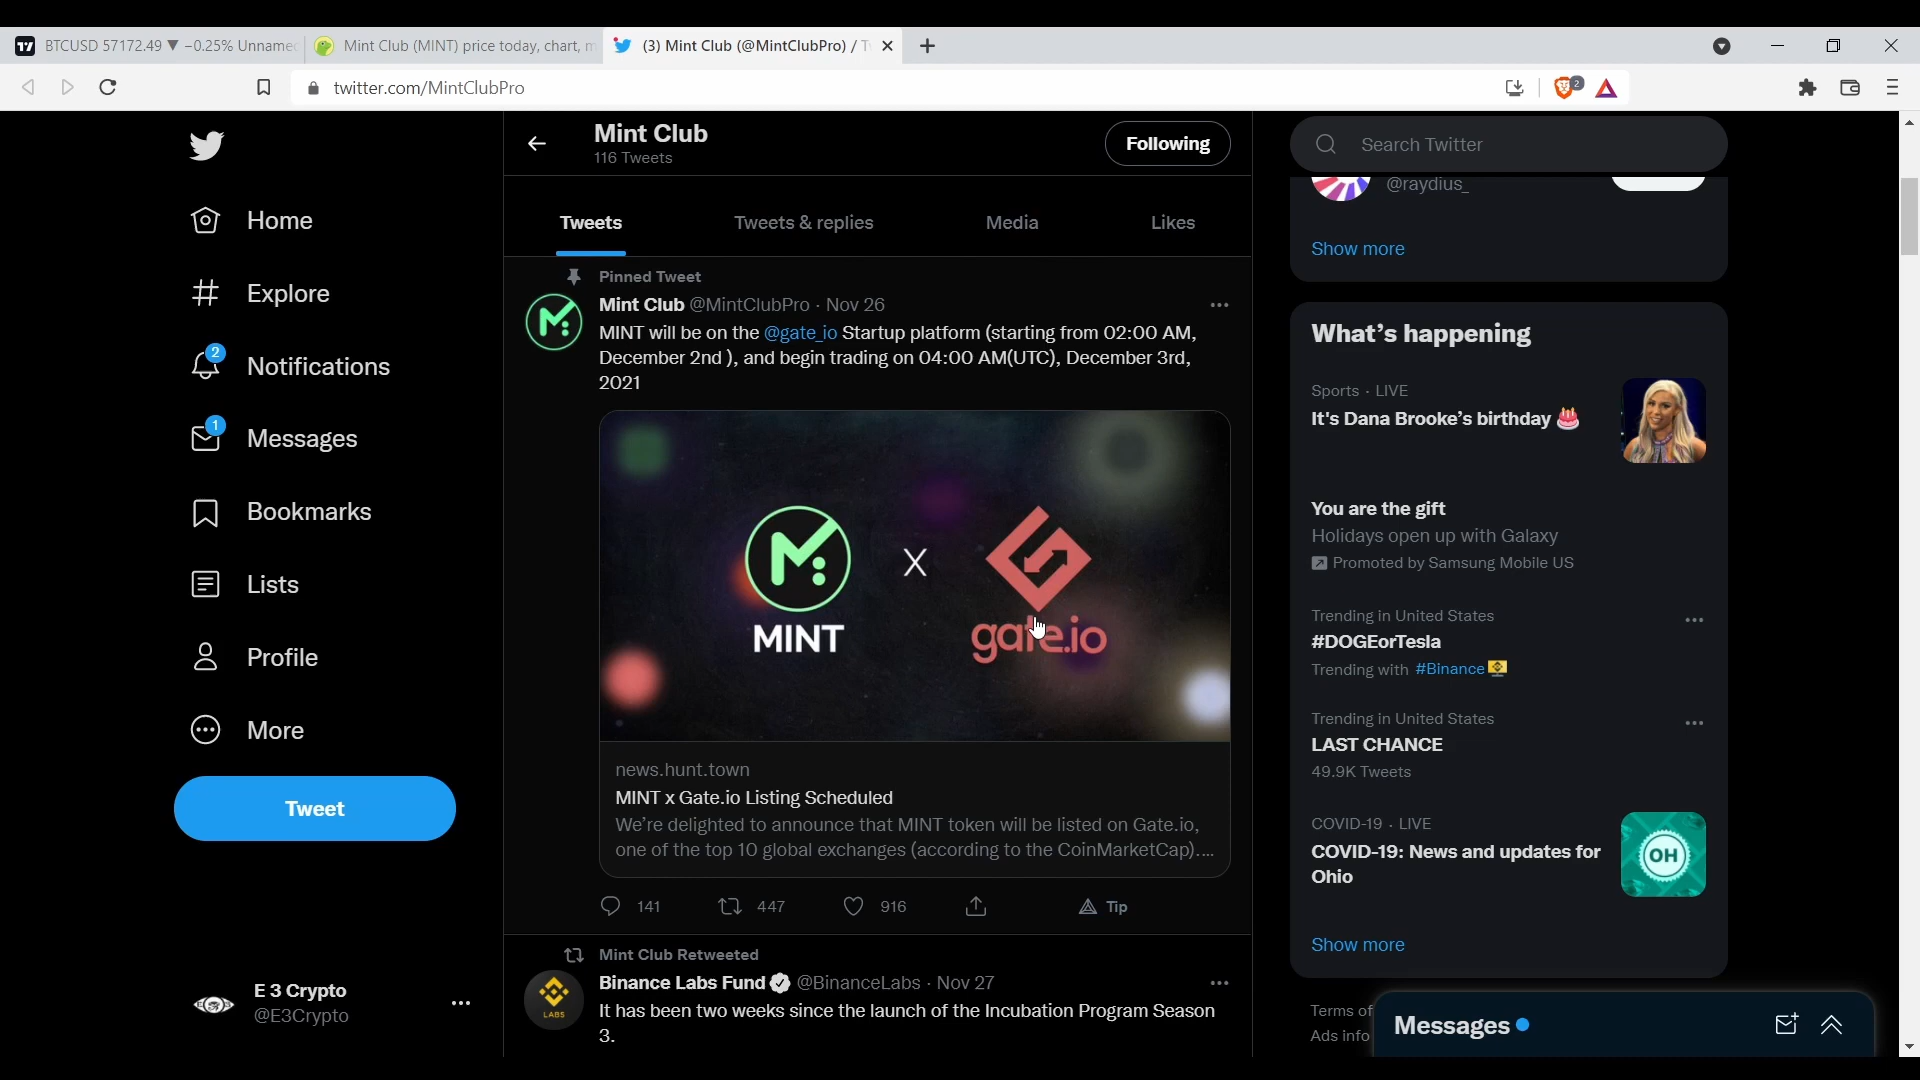 BTCUSD 57172.49 ▼ −0.25% Unname
Mint Club (MINT) price today, chart, m
(3) Mint Club (@MintClubPro) / T
twitter.com/MintClubPro
2
Home
Explore
2
Notifications
1
Messages
Bookmarks
Lists
Profile
More
Tweet
E 3 Crypto
@E3Crypto
Mint Club
116 Tweets
Following
Tweets
Tweets & replies
Media
Likes
Pinned Tweet
Mint Club @MintClubPro · Nov 26
MINT will be on the @gate_io Startup platform (starting from 02:00 AM,
December 2nd ), and begin trading on 04:00 AM(UTC), December 3rd,
2021
X
MINT
gate.io
news.hunt.town
MINT x Gate.io Listing Scheduled
We're delighted to announce that MINT token will be listed on Gate.io,
one of the top 10 global exchanges (according to the CoinMarketCap)....
141
447
916
Tip
Mint Club Retweeted
Binance Labs Fund @BinanceLabs · Nov 27
LABS
It has been two weeks since the launch of the Incubation Program Season
3.
Search Twitter
@raydius_
Show more
What's happening
Sports · LIVE
It's Dana Brooke's birthday 🎂
You are the gift
Holidays open up with Galaxy
Promoted by Samsung Mobile US
Trending in United States
#DOGEorTesla
Trending with #Binance
Trending in United States
LAST CHANCE
49.9K Tweets
COVID-19 · LIVE
COVID-19: News and updates for
Ohio
OH
Show more
Terms of
Ads info
Messages